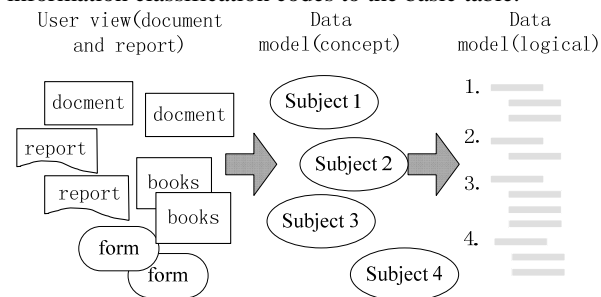 information classification codes to the basic table.
User view(document
and report)
Data
model(concept)
Data
model(logical)
docment
docment
report
report
books
books
form
form
Subject 1
Subject 2
Subject 3
Subject 4
1.
2.
3.
4.